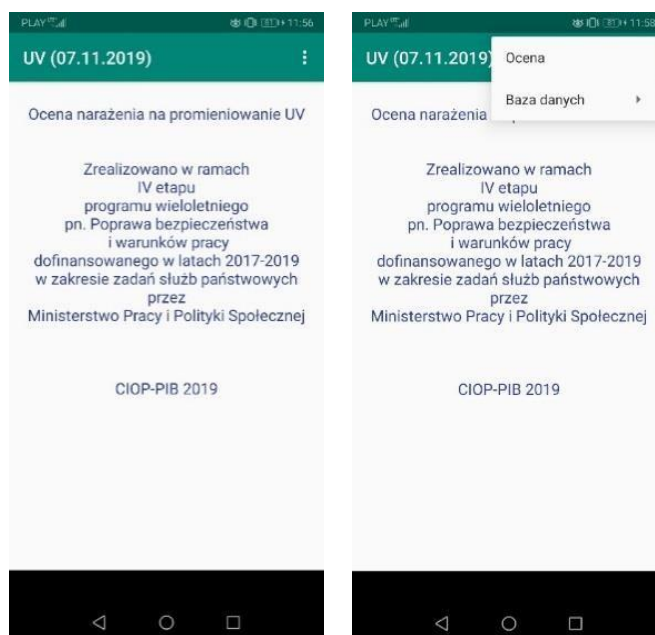 PLAY 11:56
UV (07.11.2019)
Ocena narażenia na promieniowanie UV
Zrealizowano w ramach
IV etapu
programu wieloletniego
pn. Poprawa bezpieczeństwa
i warunków pracy
dofinansowanego w latach 2017-2019
w zakresie zadań służb państwowych
przez
Ministerstwo Pracy i Polityki Społecznej
CIOP-PIB 2019
PLAY 11:58
UV (07.11.2019)
Ocena
Baza danych
Ocena narażenia
Zrealizowano w ramach
IV etapu
programu wieloletniego
pn. Poprawa bezpieczeństwa
i warunków pracy
dofinansowanego w latach 2017-2019
w zakresie zadań służb państwowych
przez
Ministerstwo Pracy i Polityki Społecznej
CIOP-PIB 2019